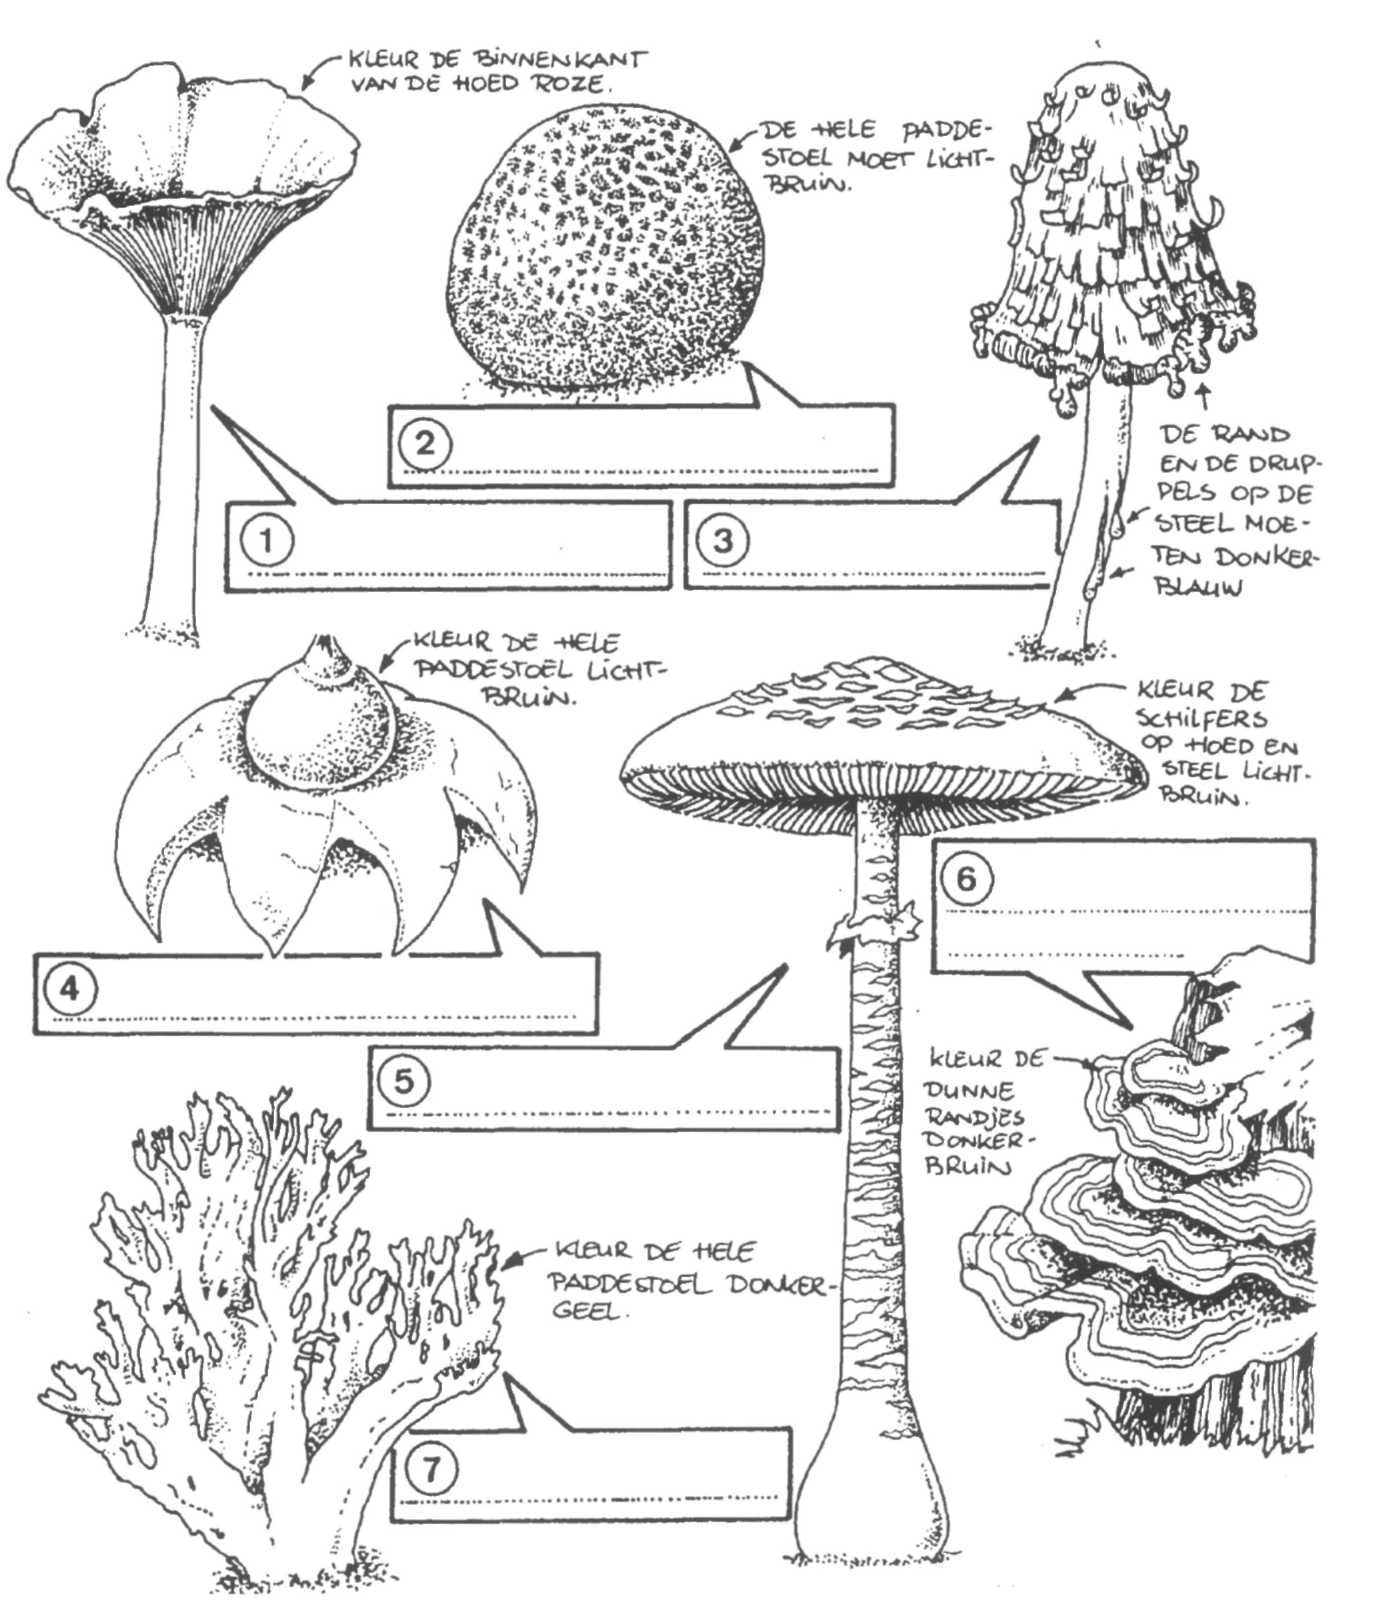 KLEUR DE BINNENKANT
VAN DE HOED ROZE.
DE HELE PADDE-
STOEL MOET LICHT-
BRUIN.
2
1
3
DE RAND
EN DE DRUP-
PELS OP DE
STEEL MOE-
TEN DONKER-
BLAUW
KLEUR DE HELE
PADDESTOEL LICHT-
BRUIN.
KLEUR DE
SCHILFERS
OP HOED EN
STEEL LICHT-
BRUIN.
6
4
5
KLEUR DE
DUNNE
RANDJES
DONKER-
BRUIN
KLEUR DE HELE
PADDESTOEL DONKER-
GEEL.
7